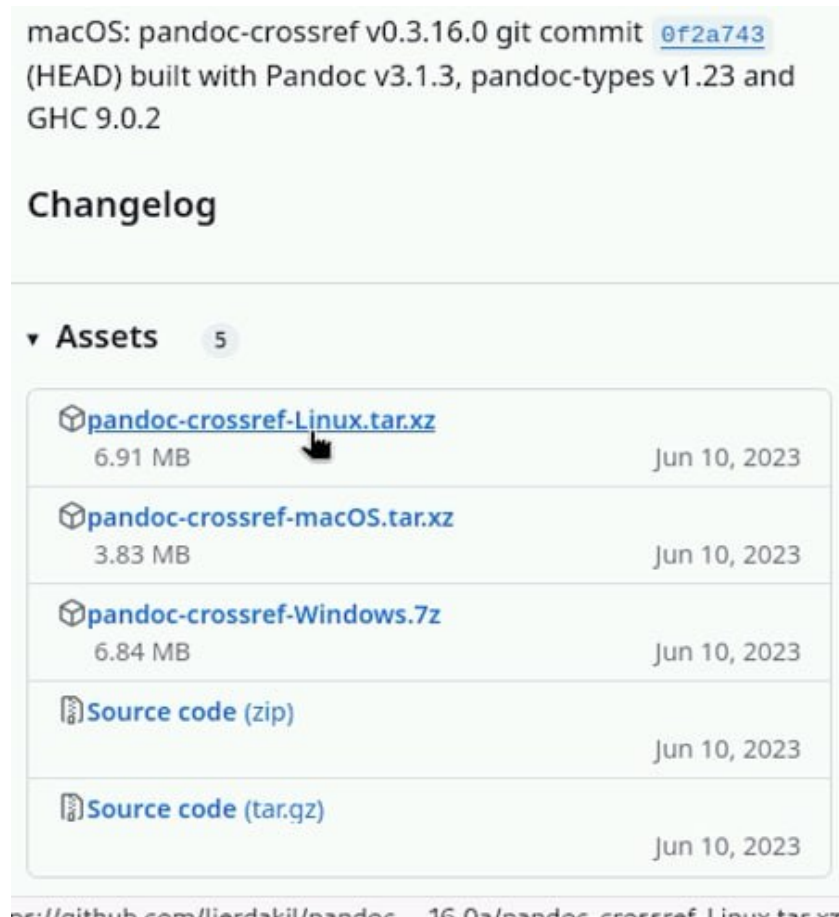 macOS: pandoc-crossref v0.3.16.0 git commit 0f2a743
(HEAD) built with Pandoc v3.1.3, pandoc-types v1.23 and
GHC 9.0.2
Changelog
Assets 5
pandoc-crossref-Linux.tar.xz
6.91 MB Jun 10, 2023
pandoc-crossref-macOS.tar.xz
3.83 MB Jun 10, 2023
pandoc-crossref-Windows.7z
6.84 MB Jun 10, 2023
Source code (zip)
Jun 10, 2023
Source code (tar.gz)
Jun 10, 2023